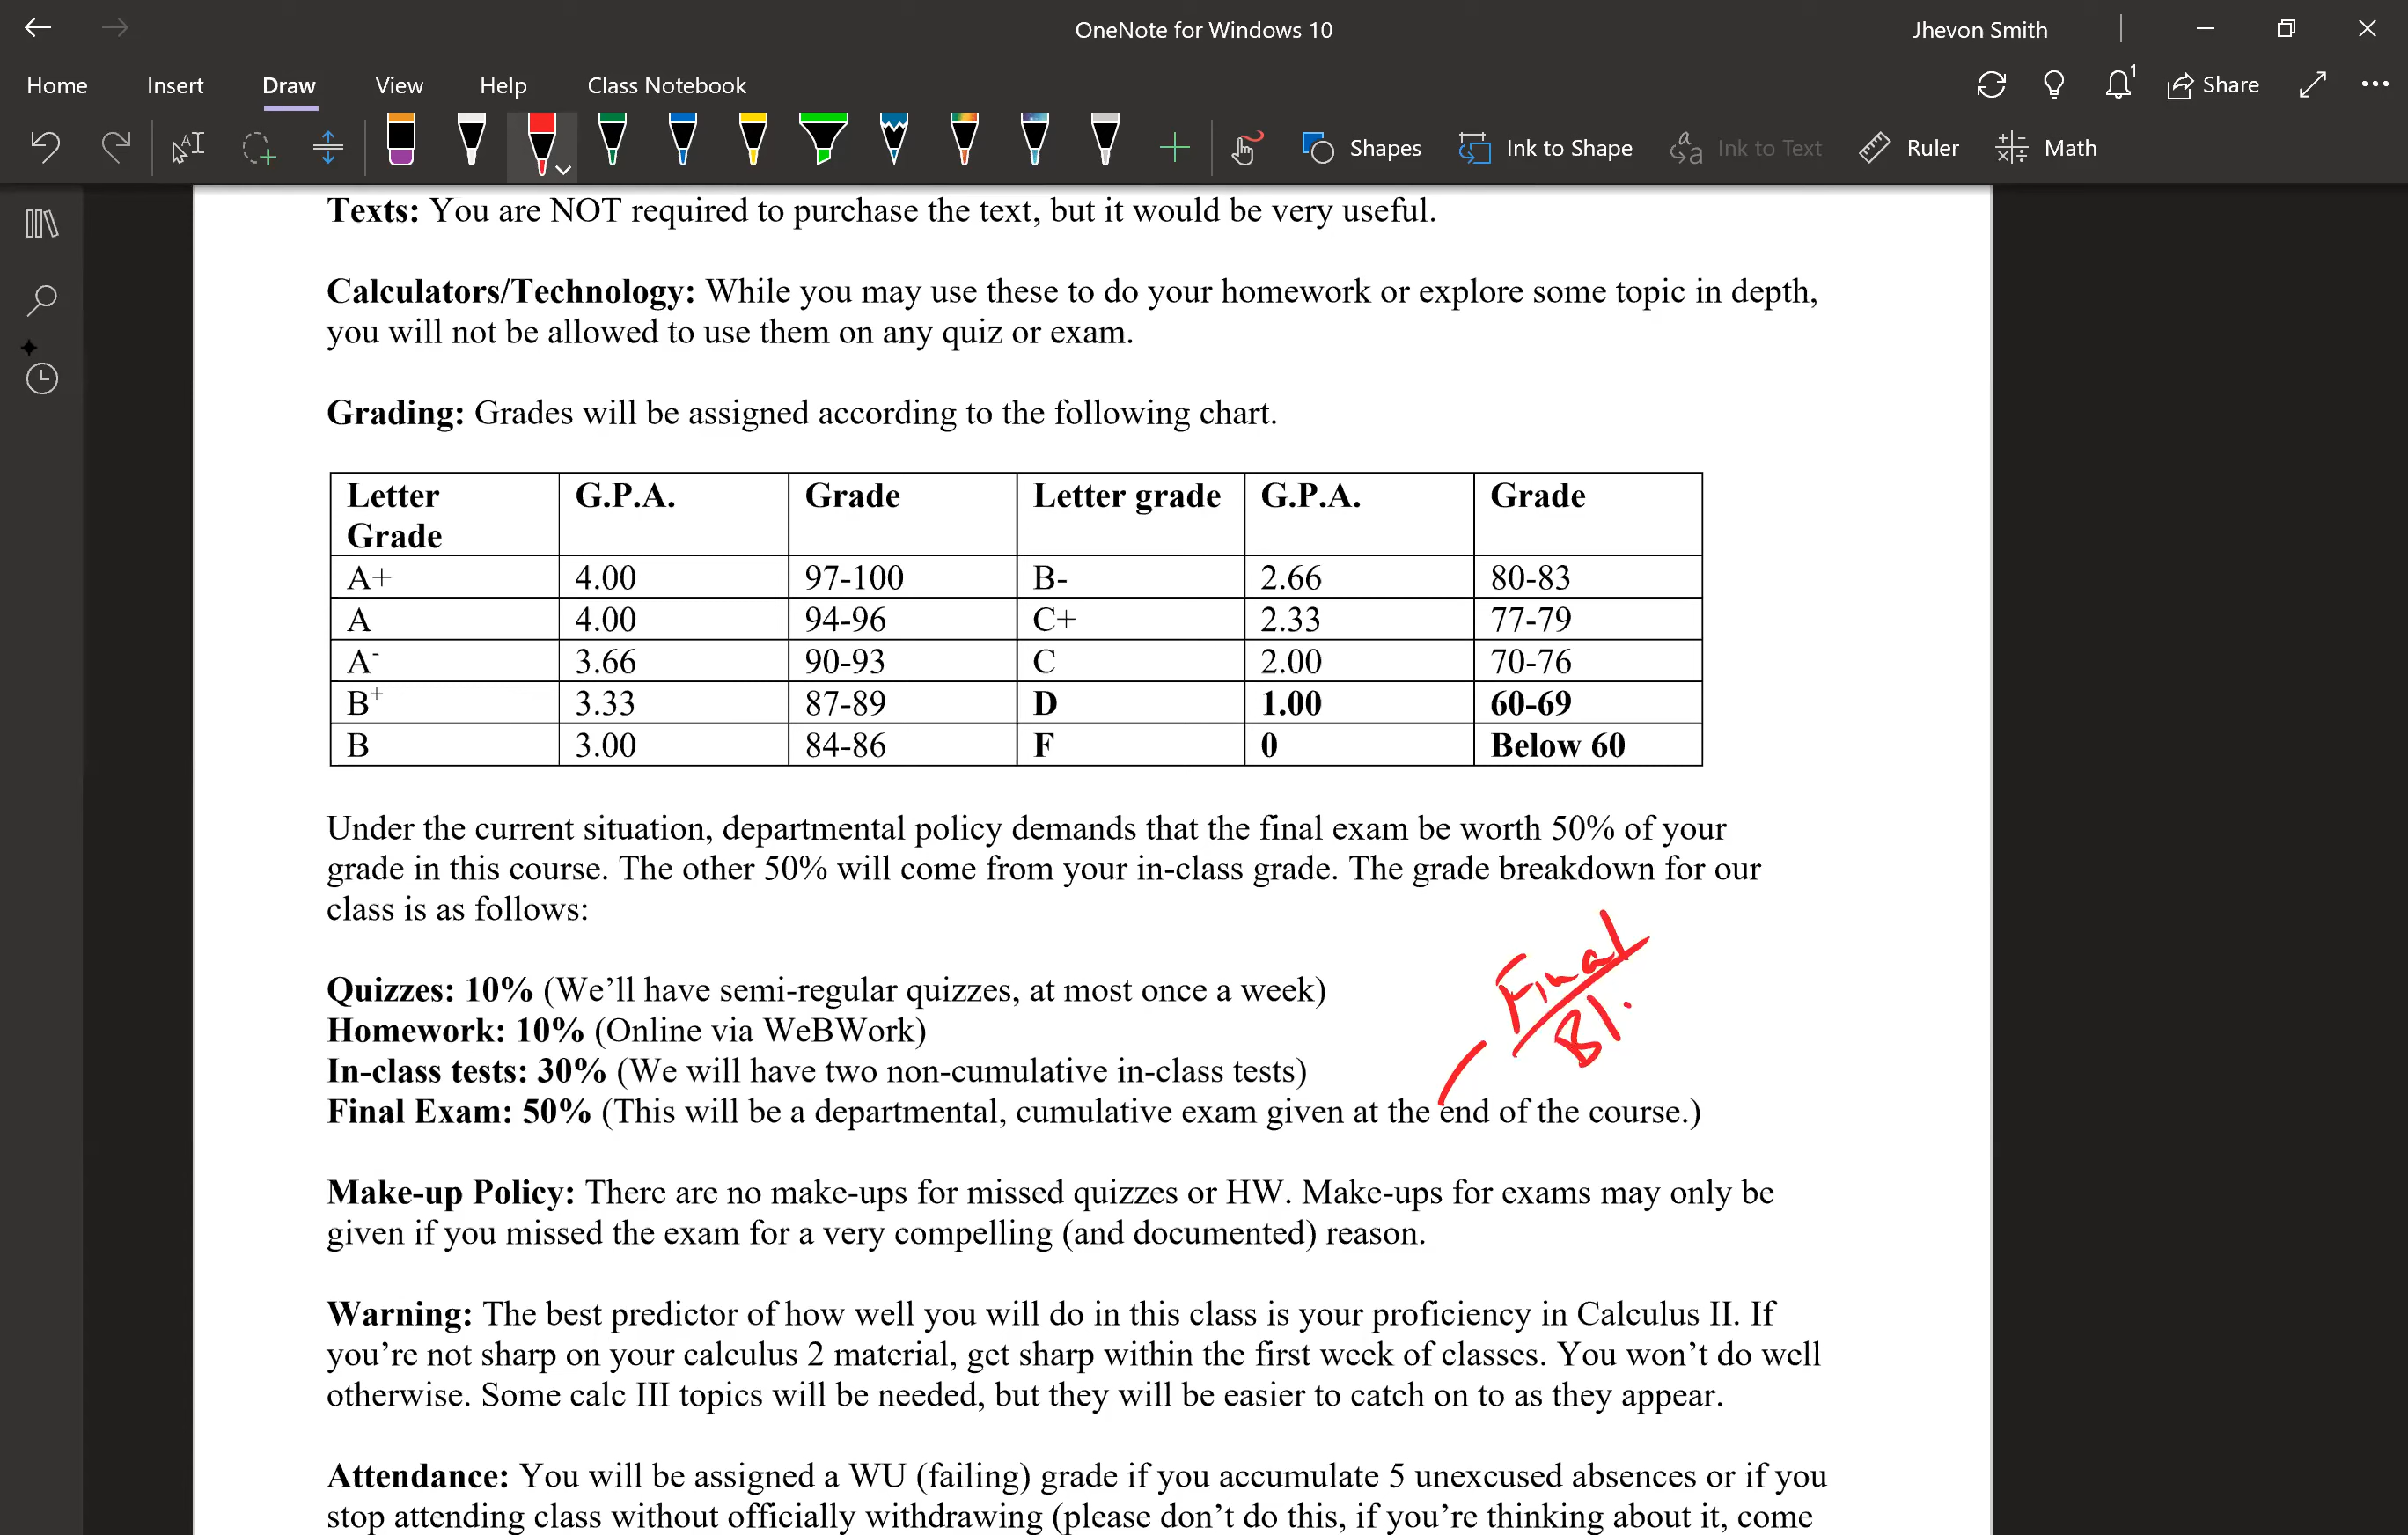 OneNote for Windows 10
Jhevon Smith
Home Insert Draw View Help Class Notebook
1 Share
Shapes Ink to Shape Ink to Text Ruler Math
Texts: You are NOT required to purchase the text, but it would be very useful.
Calculators/Technology: While you may use these to do your homework or explore some topic in depth,
you will not be allowed to use them on any quiz or exam.
Grading: Grades will be assigned according to the following chart.
Letter Grade G.P.A. Grade Letter grade G.P.A. Grade
A+ 4.00 97-100 B- 2.66 80-83
A 4.00 94-96 C+ 2.33 77-79
A- 3.66 90-93 C 2.00 70-76
B+ 3.33 87-89 D 1.00 60-69
B 3.00 84-86 F 0 Below 60
Under the current situation, departmental policy demands that the final exam be worth 50% of your
grade in this course. The other 50% will come from your in-class grade. The grade breakdown for our
class is as follows:
Final
Quizzes: 10% (We'll have semi-regular quizzes, at most once a week)
Homework: 10% (Online via WeBWork)
In-class tests: 30% (We will have two non-cumulative in-class tests)
Final Exam: 50% (This will be a departmental, cumulative exam given at the end of the course.)
Make-up Policy: There are no make-ups for missed quizzes or HW. Make-ups for exams may only be
given if you missed the exam for a very compelling (and documented) reason.
Warning: The best predictor of how well you will do in this class is your proficiency in Calculus II. If
you're not sharp on your calculus 2 material, get sharp within the first week of classes. You won't do well
otherwise. Some calc III topics will be needed, but they will be easier to catch on to as they appear.
Attendance: You will be assigned a WU (failing) grade if you accumulate 5 unexcused absences or if you
stop attending class without officially withdrawing (please don't do this, if you're thinking about it, come